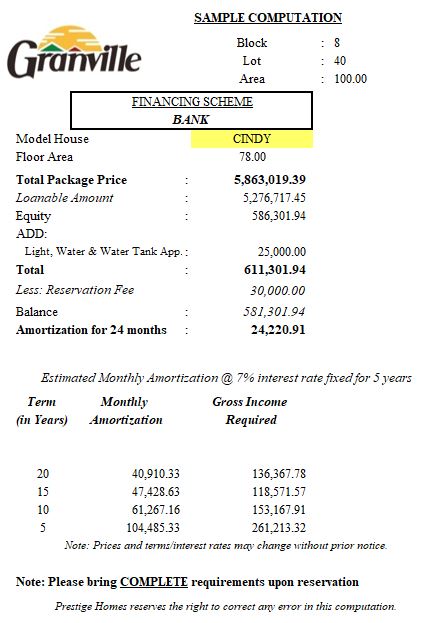 SAMPLE COMPUTATION
Granville
Block : 8
Lot : 40
Area : 100.00
FINANCING SCHEME
BANK
Model House CINDY
Floor Area 78.00
Total Package Price : 5,863,019.39
Loanable Amount : 5,276,717.45
Equity : 586,301.94
ADD:
Light, Water & Water Tank App. : 25,000.00
Total : 611,301.94
Less: Reservation Fee 30,000.00
Balance : 581,301.94
Amortization for 24 months : 24,220.91
Estimated Monthly Amortization @ 7% interest rate fixed for 5 years
Term Monthly Gross Income
(in Years) Amortization Required
20 40,910.33 136,367.78
15 47,428.63 118,571.57
10 61,267.16 153,167.91
5 104,485.33 261,213.32
Note: Prices and terms/interest rates may change without prior notice.
Note: Please bring COMPLETE requirements upon reservation
Prestige Homes reserves the right to correct any error in this computation.